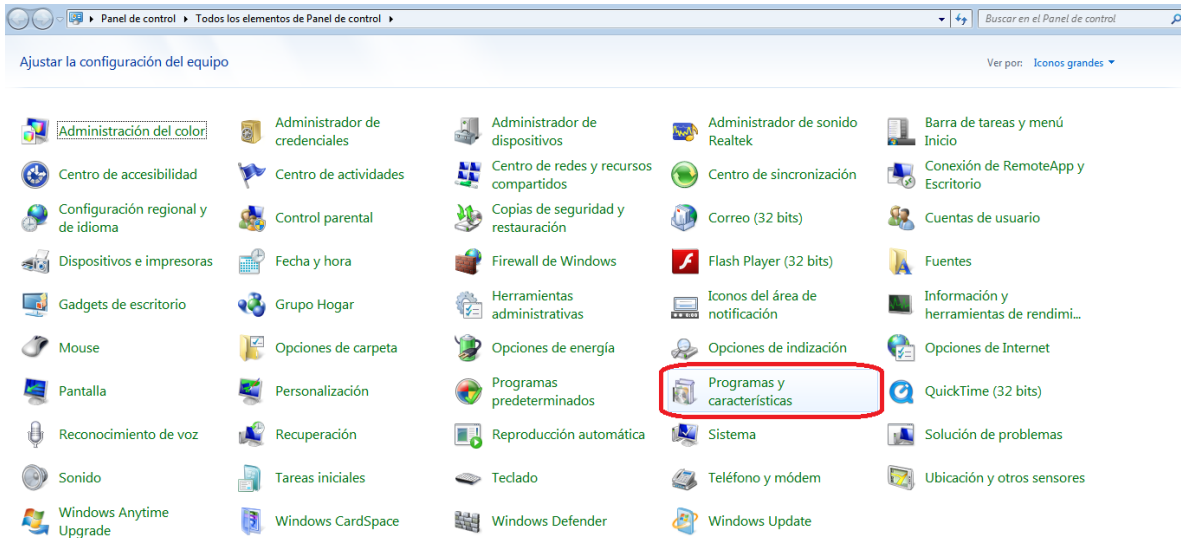 Panel de control ▸ Todos los elementos de Panel de control ▸
Buscar en el Panel de control
Ajustar la configuración del equipo
Ver por: Iconos grandes
Administración del color
Administrador de
credenciales
Administrador de
dispositivos
Administrador de sonido
Realtek
Barra de tareas y menú
Inicio
Centro de accesibilidad
Centro de actividades
Centro de redes y recursos
compartidos
Centro de sincronización
Conexión de RemoteApp y
Escritorio
Configuración regional y
de idioma
Control parental
Copias de seguridad y
restauración
Correo (32 bits)
Cuentas de usuario
Dispositivos e impresoras
Fecha y hora
Firewall de Windows
Flash Player (32 bits)
Fuentes
Gadgets de escritorio
Grupo Hogar
Herramientas
administrativas
Iconos del área de
notificación
Información y
herramientas de rendimi...
Mouse
Opciones de carpeta
Opciones de energía
Opciones de indización
Opciones de Internet
Pantalla
Personalización
Programas
predeterminados
Programas y
características
QuickTime (32 bits)
Reconocimiento de voz
Recuperación
Reproducción automática
Sistema
Solución de problemas
Sonido
Tareas iniciales
Teclado
Teléfono y módem
Ubicación y otros sensores
Windows Anytime
Upgrade
Windows CardSpace
Windows Defender
Windows Update